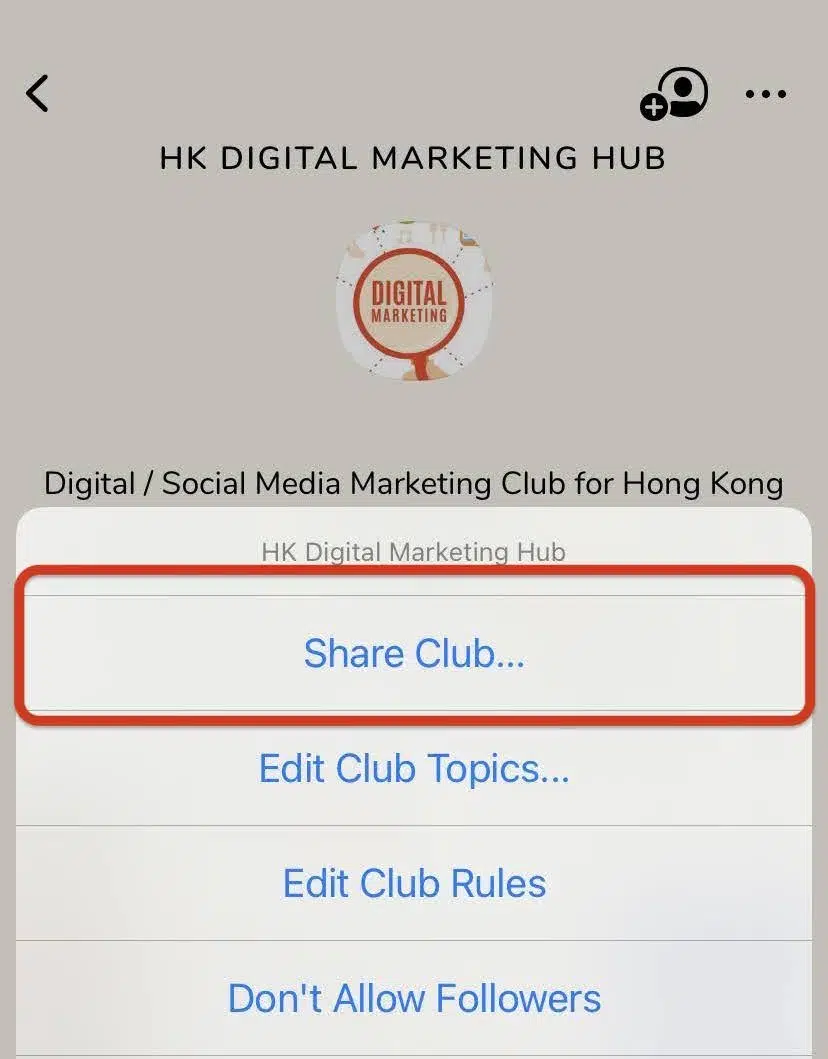 HK DIGITAL MARKETING HUB
DIGITAL
MARKETING
Digital / Social Media Marketing Club for Hong Kong
HK Digital Marketing Hub
Share Club...
Edit Club Topics...
Edit Club Rules
Don't Allow Followers